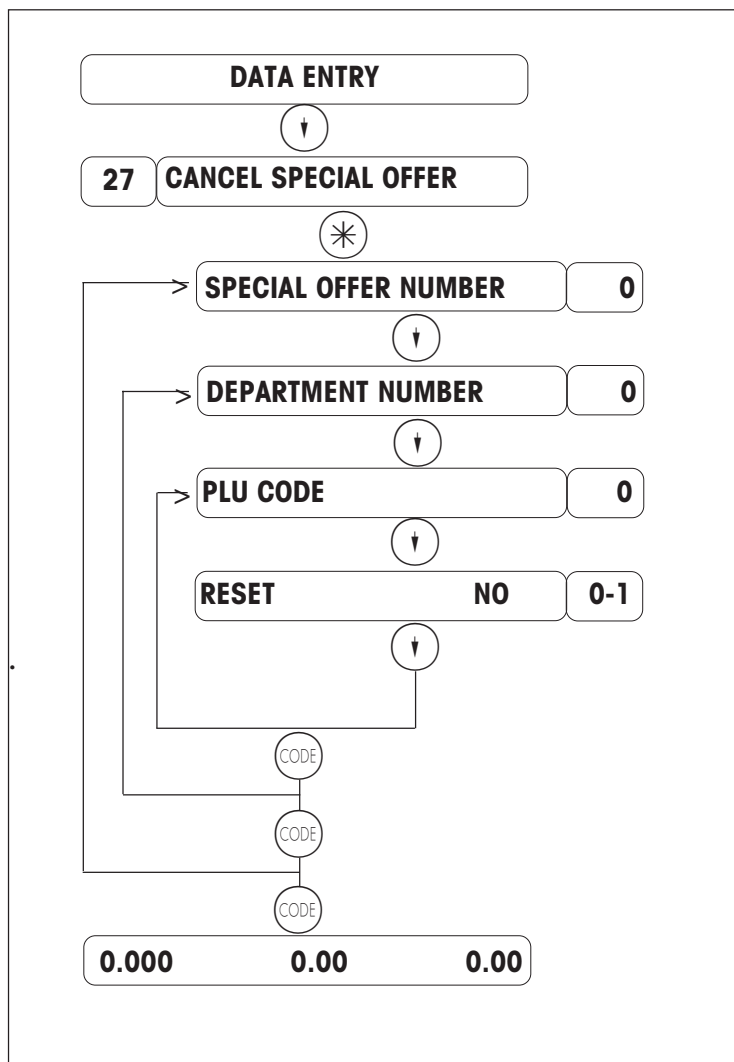 DATA ENTRY
27 CANCEL SPECIAL OFFER
SPECIAL OFFER NUMBER 0
DEPARTMENT NUMBER 0
PLU CODE 0
RESET NO 0-1
CODE
CODE
CODE
0.000 0.00 0.00